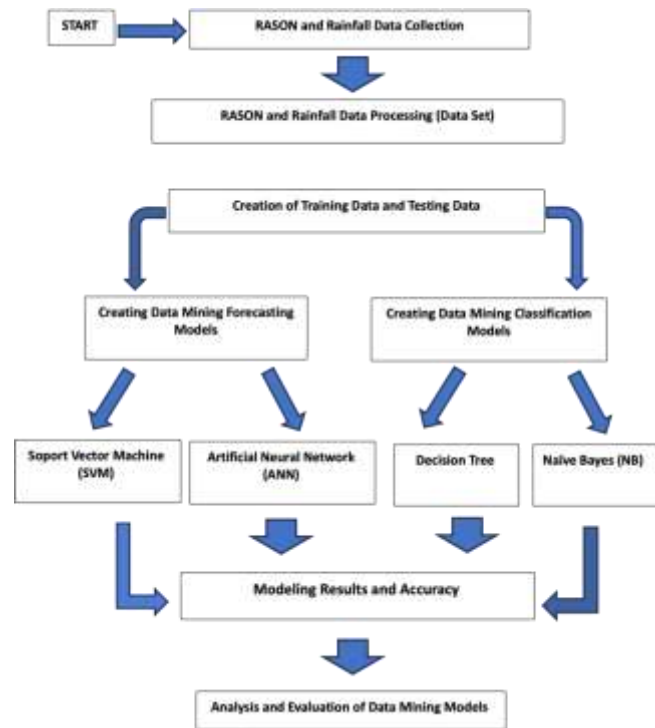 START
RASON and Rainfall Data Collection
RASON and Rainfall Data Processing (Data Set)
Creation of Training Data and Testing Data
Creating Data Mining Forecasting
Models
Creating Data Mining Classification
Models
Soport Vector Machine
(SVM)
Artificial Neural Network
(ANN)
Decision Tree
Naïve Bayes (NB)
Modeling Results and Accuracy
Analysis and Evaluation of Data Mining Models